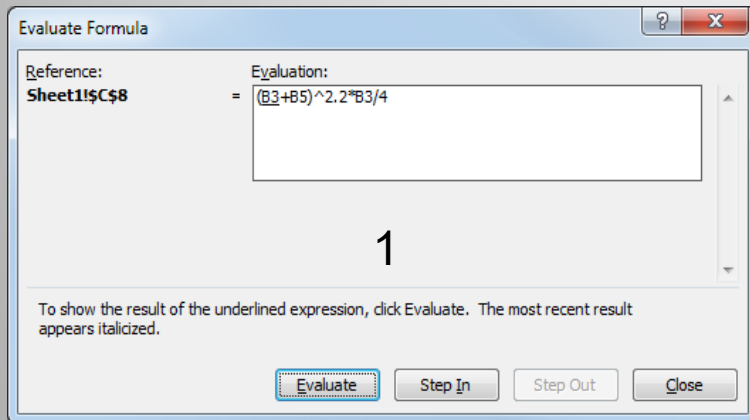 Evaluate Formula
Reference: Evaluation:
Sheet1!$C$8 = (B3+B5)^2.2*B3/4
1
To show the result of the underlined expression, click Evaluate. The most recent result
appears italicized.
Evaluate Step In Step Out Close